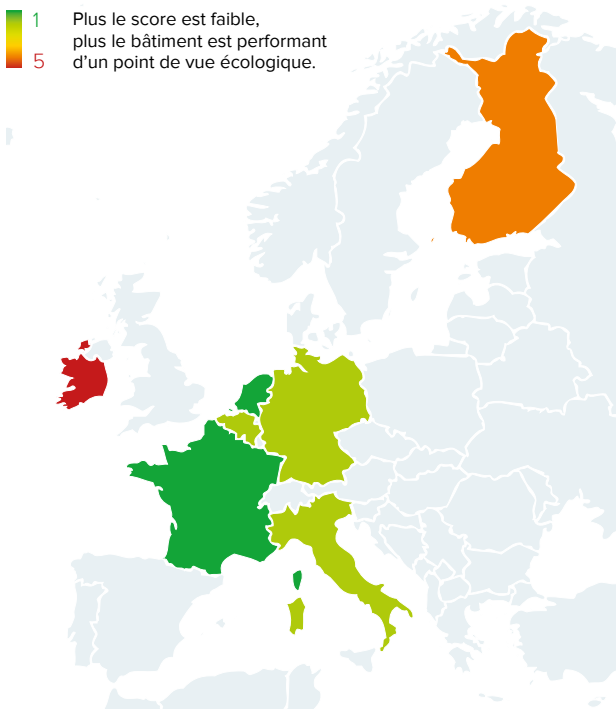 1
5
Plus le score est faible,
plus le bâtiment est performant
d’un point de vue écologique.